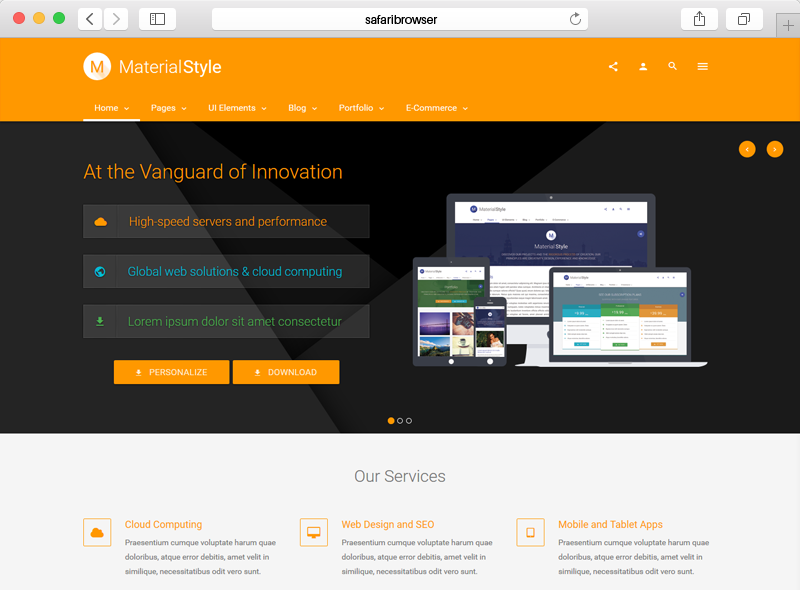 safaribrowser
M MaterialStyle
Home Pages UI Elements Blog Portfolio E-Commerce
At the Vanguard of Innovation
High-speed servers and performance
Global web solutions & cloud computing
Lorem ipsum dolor sit amet consectetur
PERSONALIZE DOWNLOAD
MaterialStyle
M
MaterialStyle
Our Services
Cloud Computing Web Design and SEO Mobile and Tablet Apps
Praesentium cumque voluptate harum quae Praesentium cumque voluptate harum quae Praesentium cumque voluptate harum quae
doloribus, atque error debitis, amet velit in doloribus, atque error debitis, amet velit in doloribus, atque error debitis, amet velit in
similique, necessitatibus odit vero sunt. similique, necessitatibus odit vero sunt. similique, necessitatibus odit vero sunt.